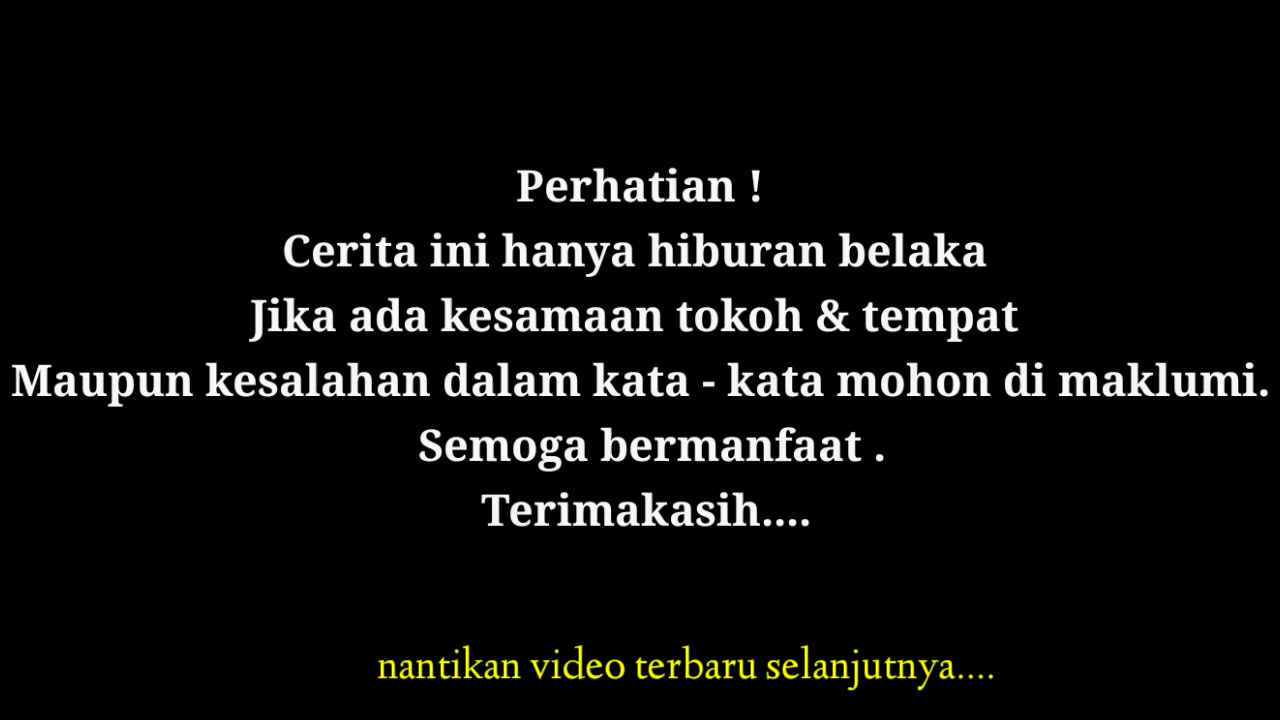 Perhatian !
Cerita ini hanya hiburan belaka
Jika ada kesamaan tokoh & tempat
Maupun kesalahan dalam kata - kata mohon di maklumi.
Semoga bermanfaat .
Terimakasih....
nantikan video terbaru selanjutnya....